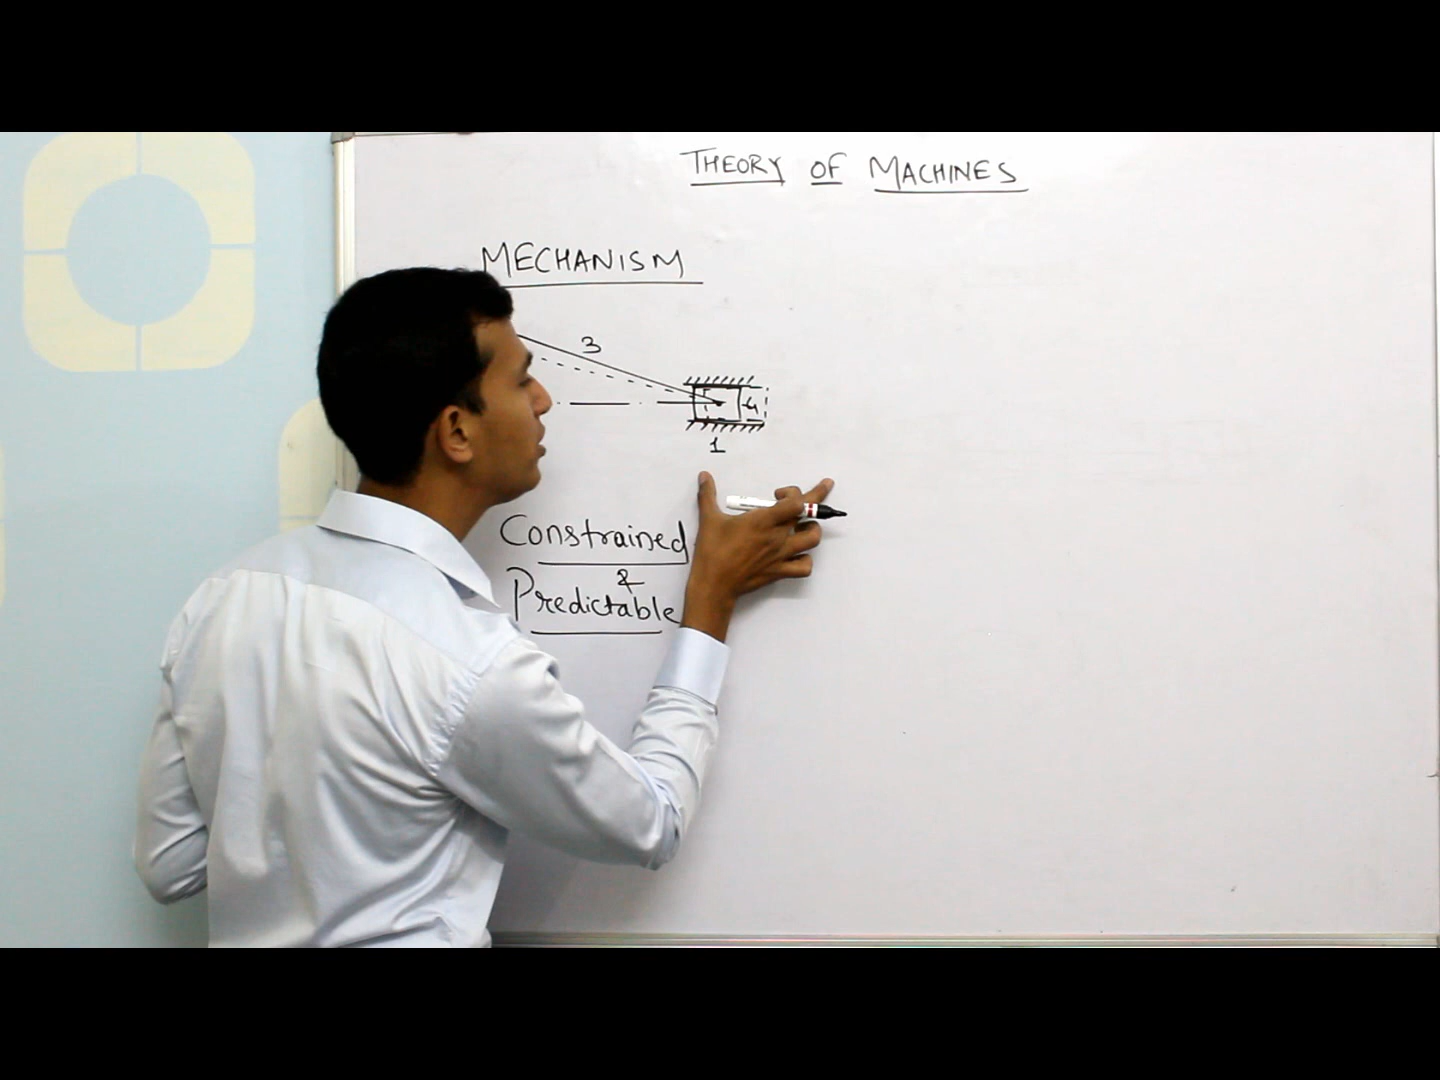 THEORY OF MACHINES
MECHANISM
3
4
1
Constrained
&
Predictable